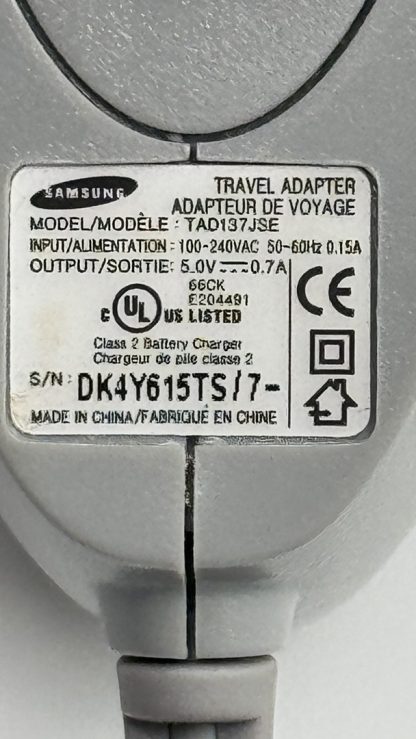 SAMSUNG
TRAVEL ADAPTER
ADAPTEUR DE VOYAGE
MODEL/MODÈLE : TAD137JSE
INPUT/ALIMENTATION : 100-240VAC 50-60Hz 0.15A
OUTPUT/SORTIE: 5.0V⎓0.7A
66CK
E204491
c UL US LISTED
CE
Class 2 Battery Charger
Chargeur de pile classe 2
S/N: DK4Y615TS/7-
MADE IN CHINA/FABRIQUÉ EN CHINE